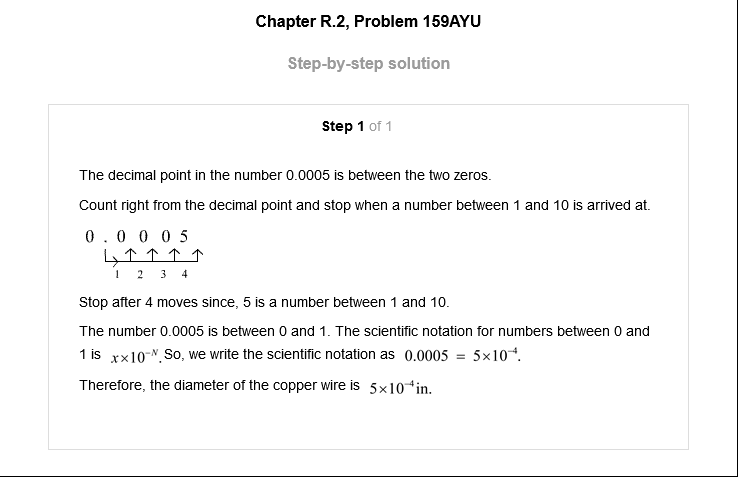 Chapter R.2, Problem 159AYU
Step-by-step solution
Step 1 of 1
The decimal point in the number 0.0005 is between the two zeros.
Count right from the decimal point and stop when a number between 1 and 10 is arrived at.
0 . 0 0 0 5
1 2 3 4
Stop after 4 moves since, 5 is a number between 1 and 10.
The number 0.0005 is between 0 and 1. The scientific notation for numbers between 0 and
1 is x×10⁻ᴺ. So, we write the scientific notation as 0.0005 = 5×10⁻⁴.
Therefore, the diameter of the copper wire is 5×10⁻⁴in.